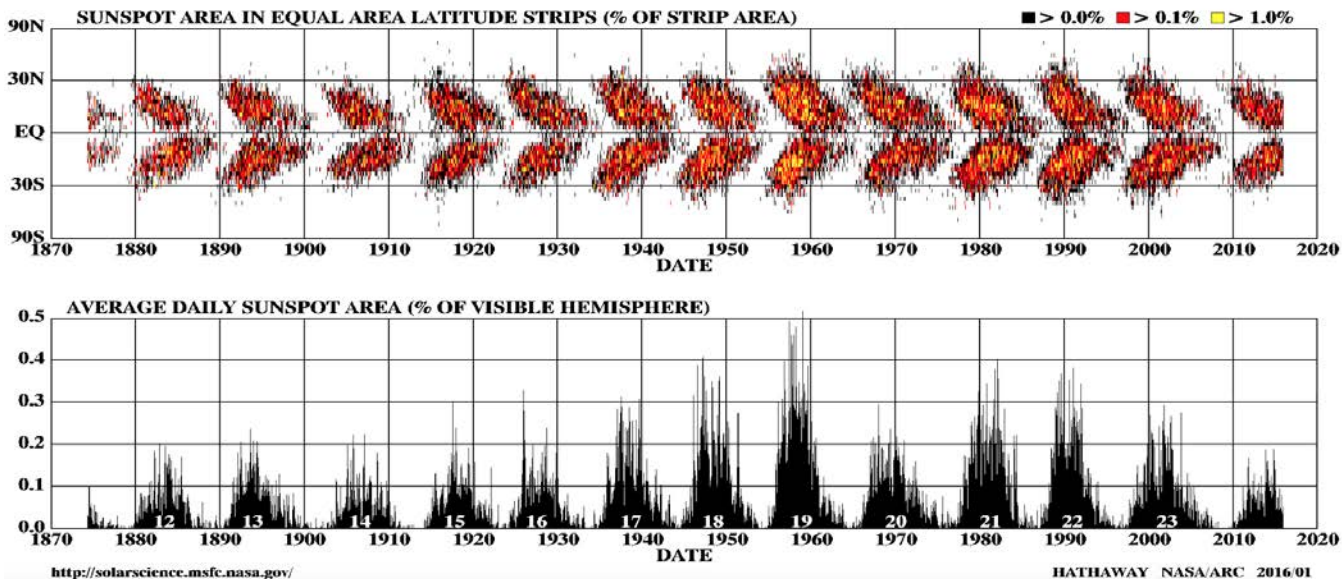 SUNSPOT AREA IN EQUAL AREA LATITUDE STRIPS (% OF STRIP AREA) > 0.0% > 0.1% > 1.0%
90N
30N
EQ
30S
90S
1870 1880 1890 1900 1910 1920 1930 1940 1950 1960 1970 1980 1990 2000 2010 2020
DATE
AVERAGE DAILY SUNSPOT AREA (% OF VISIBLE HEMISPHERE)
0.5
0.4
0.3
0.2
0.1
12 13 14 15 16 17 18 19 20 21 22 23
0.0
1870 1880 1890 1900 1910 1920 1930 1940 1950 1960 1970 1980 1990 2000 2010 2020
DATE
http://solarscience.msfc.nasa.gov/ HATHAWAY NASA/ARC 2016/01